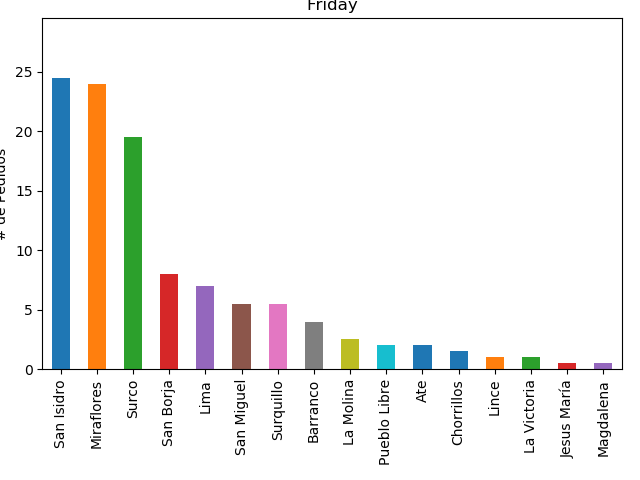 Friday
# de Pedidos
25
20
15
10
5
0
San Isidro
Miraflores
Surco
San Borja
Lima
San Miguel
Surquillo
Barranco
La Molina
Pueblo Libre
Ate
Chorrillos
Lince
La Victoria
Jesus María
Magdalena